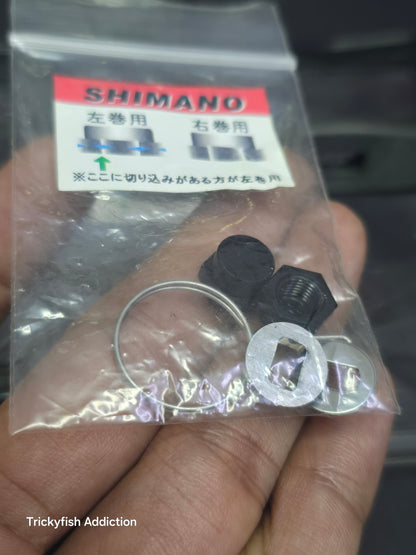 SHIMANO
左巻用 右巻用
※ここに切り込みがある方が左巻用
Trickyfish Addiction